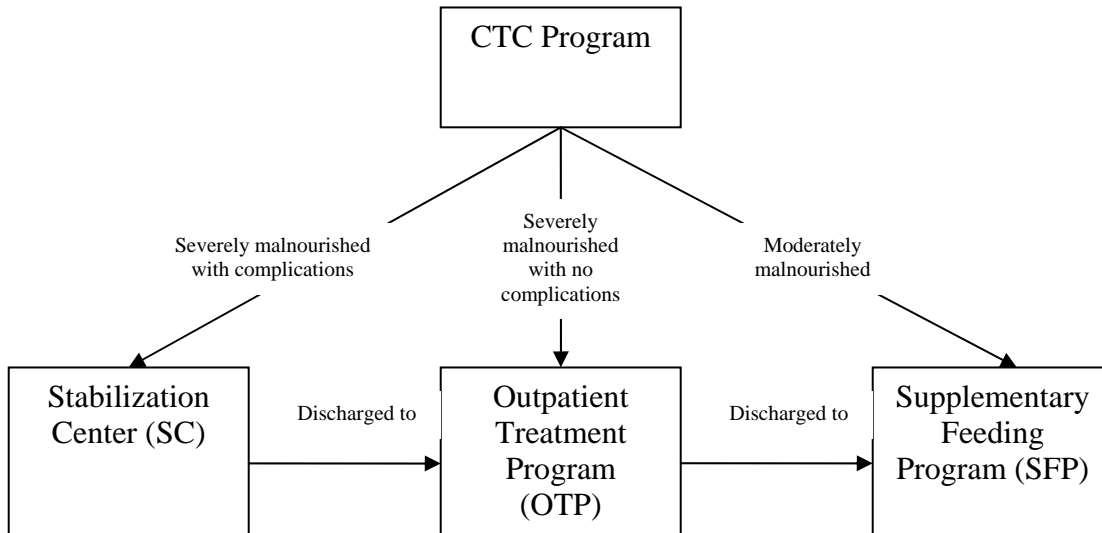 CTC Program
Severely malnourished
with complications
Severely
malnourished
with no
complications
Moderately
malnourished
Stabilization
Center (SC)
Discharged to
Outpatient
Treatment
Program
(OTP)
Discharged to
Supplementary
Feeding
Program (SFP)